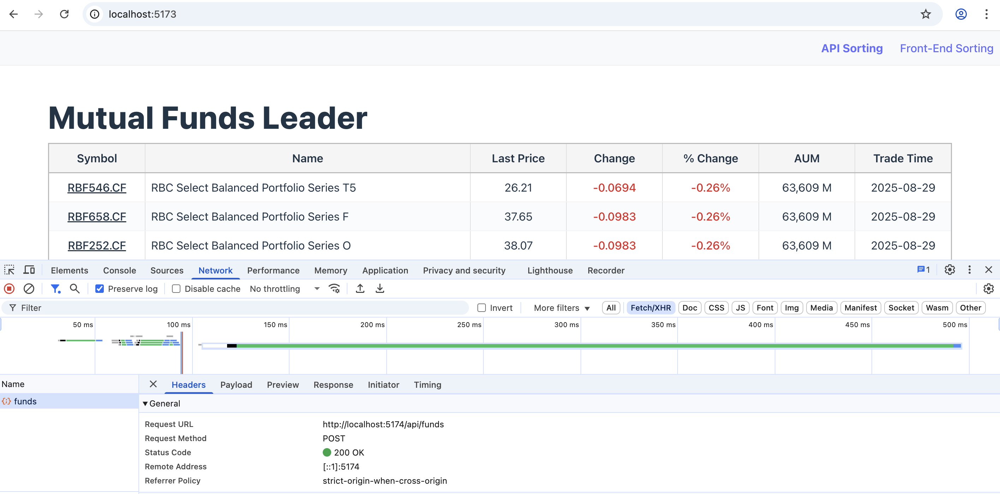 localhost:5173
API Sorting Front-End Sorting
Mutual Funds Leader
Symbol Name Last Price Change % Change AUM Trade Time
RBF546.CF RBC Select Balanced Portfolio Series T5 26.21 -0.0694 -0.26% 63,609 M 2025-08-29
RBF658.CF RBC Select Balanced Portfolio Series F 37.65 -0.0983 -0.26% 63,609 M 2025-08-29
RBF252.CF RBC Select Balanced Portfolio Series O 38.07 -0.0983 -0.26% 63,609 M 2025-08-29
Elements Console Sources Network Performance Memory Application Privacy and security Lighthouse Recorder 1
Preserve log Disable cache No throttling
Filter Invert More filters All Fetch/XHR Doc CSS JS Font Img Media Manifest Socket Wasm Other
50 ms 100 ms 150 ms 200 ms 250 ms 300 ms 350 ms 400 ms 450 ms 500 ms
Name Headers Payload Preview Response Initiator Timing
funds General
Request URL http://localhost:5174/api/funds
Request Method POST
Status Code 200 OK
Remote Address [::1]:5174
Referrer Policy strict-origin-when-cross-origin